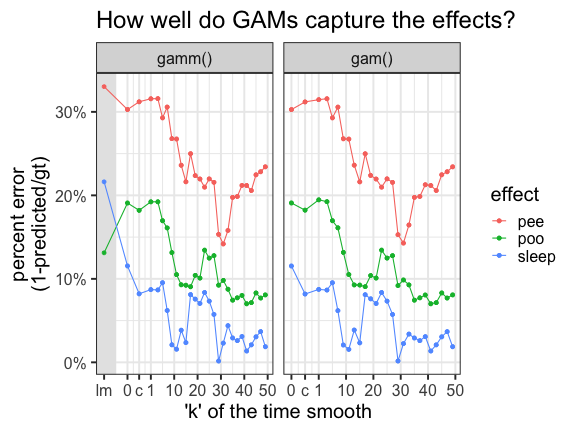 How well do GAMs capture the effects?
gamm()
gam()
30%
20%
10%
0%
percent error
(1-predicted/gt)
lm 0 c 1 10 20 30 40 50
0 c 1 10 20 30 40 50
'k' of the time smooth
effect
pee
poo
sleep